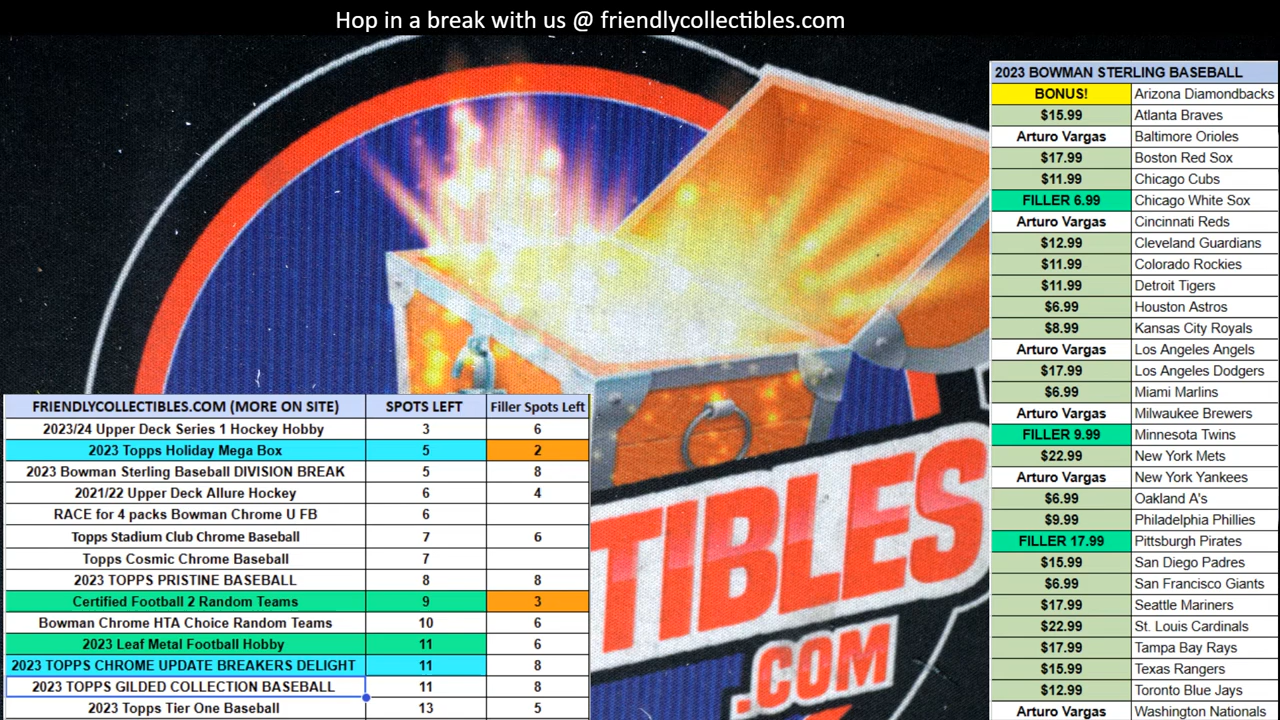 Hop in a break with us @ friendlycollectibles.com
2023 BOWMAN STERLING BASEBALL
BONUS! Arizona Diamondbacks
$15.99 Atlanta Braves
Arturo Vargas Baltimore Orioles
$17.99 Boston Red Sox
$11.99 Chicago Cubs
FILLER 6.99 Chicago White Sox
Arturo Vargas Cincinnati Reds
$12.99 Cleveland Guardians
$11.99 Colorado Rockies
$11.99 Detroit Tigers
$6.99 Houston Astros
$8.99 Kansas City Royals
Arturo Vargas Los Angeles Angels
$17.99 Los Angeles Dodgers
$6.99 Miami Marlins
Arturo Vargas Milwaukee Brewers
FILLER 9.99 Minnesota Twins
$22.99 New York Mets
Arturo Vargas New York Yankees
$6.99 Oakland A's
$9.99 Philadelphia Phillies
FILLER 17.99 Pittsburgh Pirates
$15.99 San Diego Padres
$6.99 San Francisco Giants
$17.99 Seattle Mariners
$22.99 St. Louis Cardinals
$17.99 Tampa Bay Rays
$15.99 Texas Rangers
$12.99 Toronto Blue Jays
Arturo Vargas Washington Nationals
FRIENDLYCOLLECTIBLES.COM (MORE ON SITE) SPOTS LEFT Filler Spots Left
2023/24 Upper Deck Series 1 Hockey Hobby 3 6
2023 Topps Holiday Mega Box 5 2
2023 Bowman Sterling Baseball DIVISION BREAK 5 8
2021/22 Upper Deck Allure Hockey 6 4
RACE for 4 packs Bowman Chrome U FB 6
Topps Stadium Club Chrome Baseball 7 6
Topps Cosmic Chrome Baseball 7
2023 TOPPS PRISTINE BASEBALL 8 8
Certified Football 2 Random Teams 9 3
Bowman Chrome HTA Choice Random Teams 10 6
2023 Leaf Metal Football Hobby 11 6
2023 TOPPS CHROME UPDATE BREAKERS DELIGHT 11 8
2023 TOPPS GILDED COLLECTION BASEBALL 11 8
2023 Topps Tier One Baseball 13 5
TIBLES
.COM